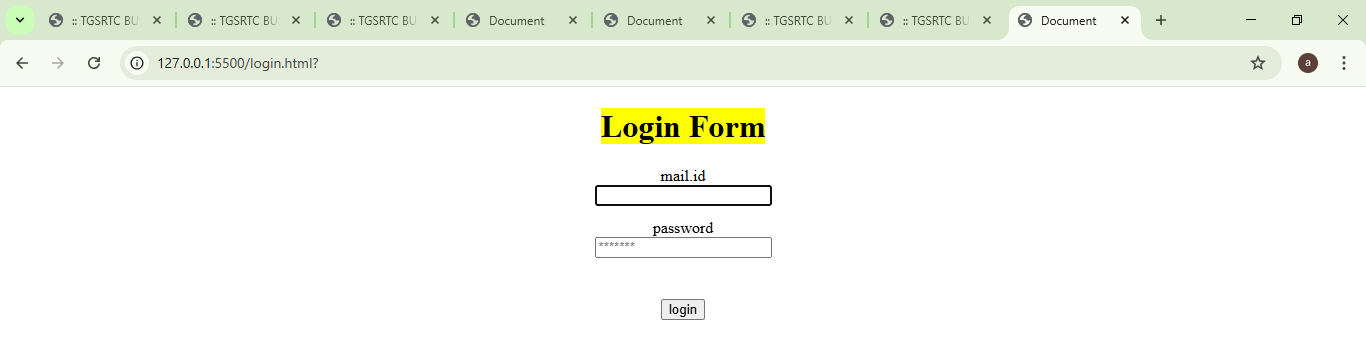 :: TGSRTC BU
:: TGSRTC BU
:: TGSRTC BU
Document
Document
:: TGSRTC BU
:: TGSRTC BU
Document
127.0.0.1:5500/login.html?
a
Login Form
mail.id
password
*******
login